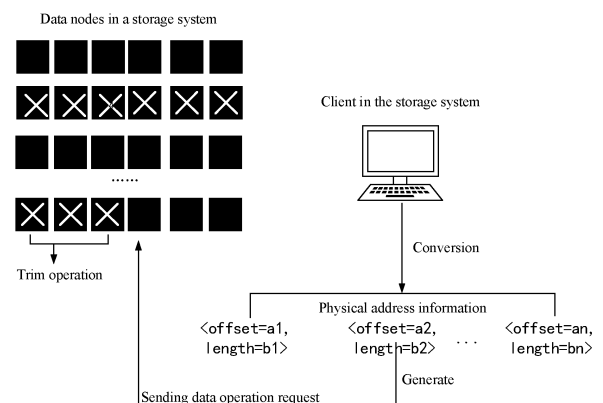 Data nodes in a storage system
Client in the storage system
......
Trim operation
Conversion
Physical address information
<offset=a1,
length=b1>
<offset=a2,
length=b2>
...
<offset=an,
length=bn>
Generate
Sending data operation request